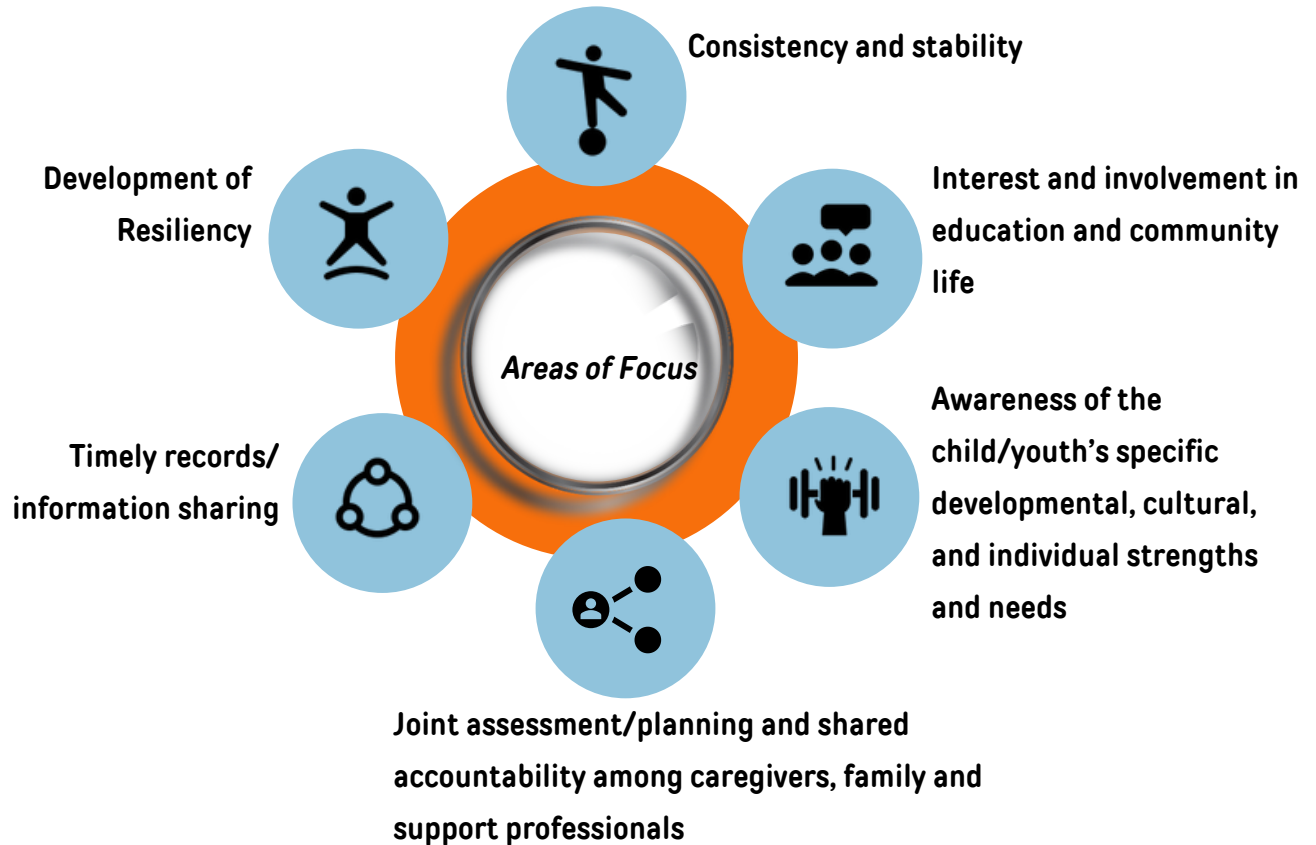 Consistency and stability
Interest and involvement in
education and community
life
Awareness of the
child/youth’s specific
developmental, cultural,
and individual strengths
and needs
Joint assessment/planning and shared
accountability among caregivers, family and
support professionals
Timely records/
information sharing
Development of
Resiliency
Areas of Focus